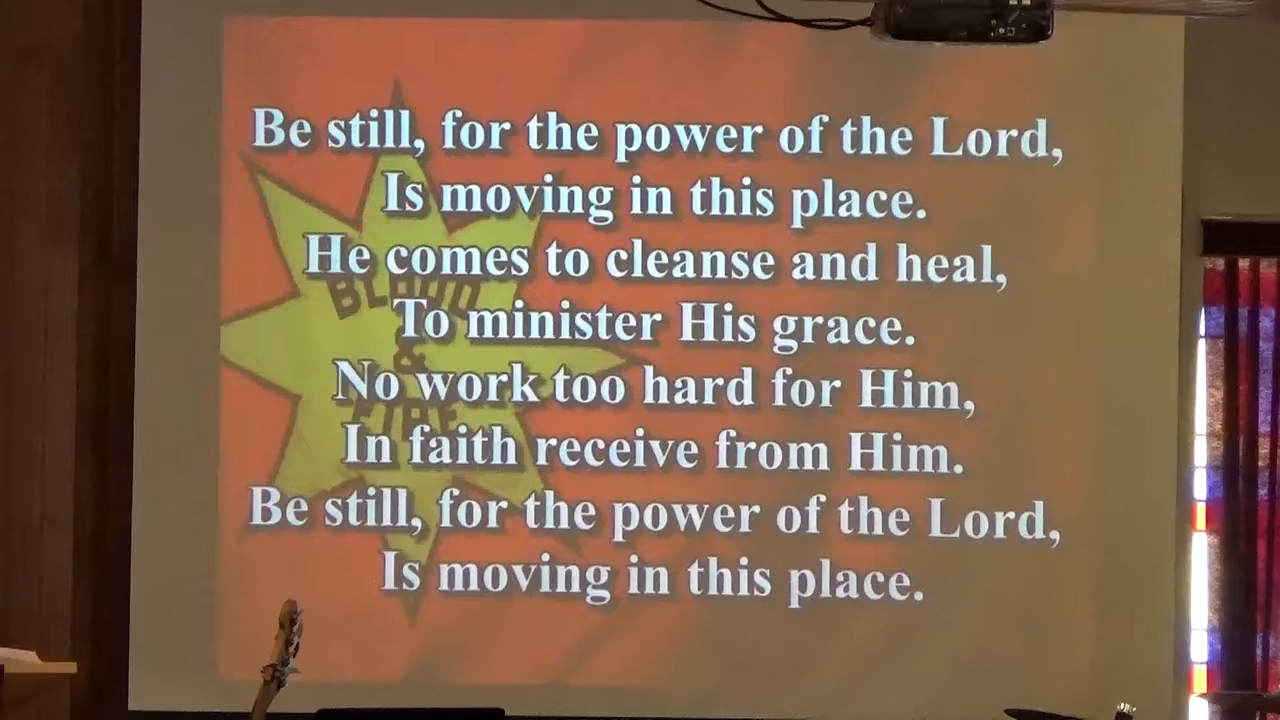 Be still, for the power of the Lord,
Is moving in this place.
He comes to cleanse and heal,
To minister His grace.
No work too hard for Him,
In faith receive from Him.
Be still, for the power of the Lord,
Is moving in this place.
BLOOD
&
FIRE